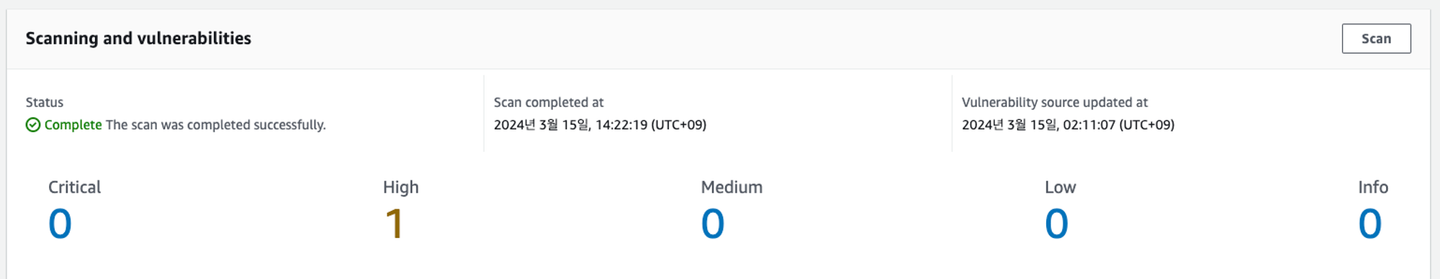 Scanning and vulnerabilities
Scan
Status
Complete The scan was completed successfully.
Scan completed at
2024년 3월 15일, 14:22:19 (UTC+09)
Vulnerability source updated at
2024년 3월 15일, 02:11:07 (UTC+09)
Critical
0
High
1
Medium
0
Low
0
Info
0